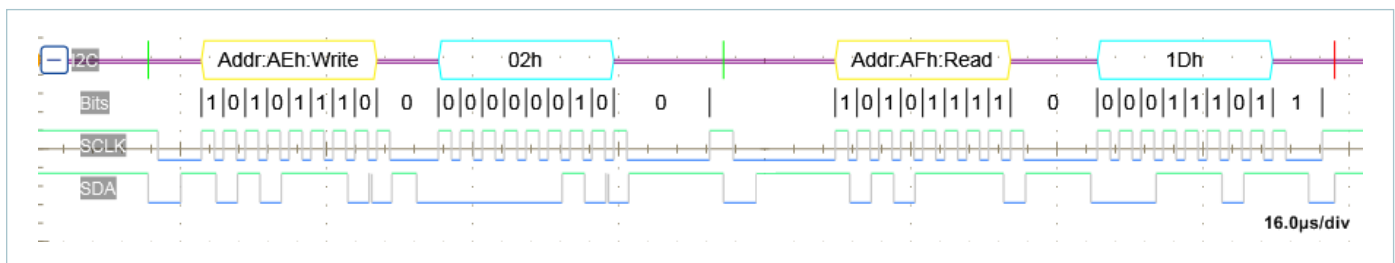 I2C Addr:AEh:Write 02h Addr:AFh:Read 1Dh
Bits 1 0 1 0 1 1 1 0 0 0 0 0 0 0 0 1 0 0 1 0 1 0 1 1 1 1 0 0 0 0 1 1 1 0 1 1
SCLK
SDA
16.0µs/div